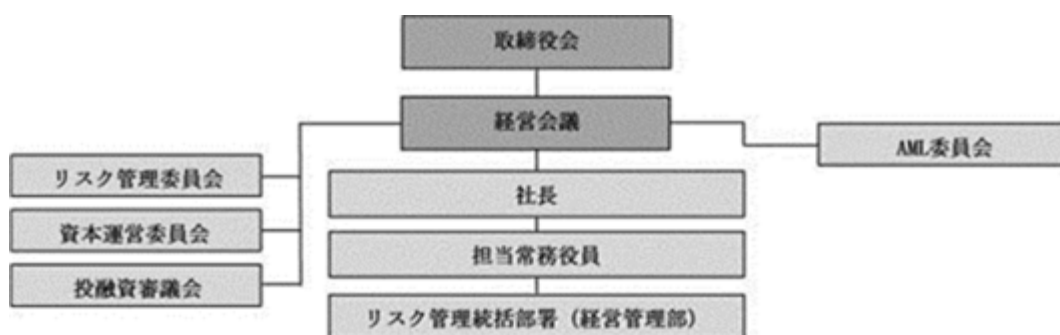 取締役会
経営会議
AML委員会
リスク管理委員会
社長
資本運営委員会
担当常務役員
投融資審議会
リスク管理統括部署（経営管理部）